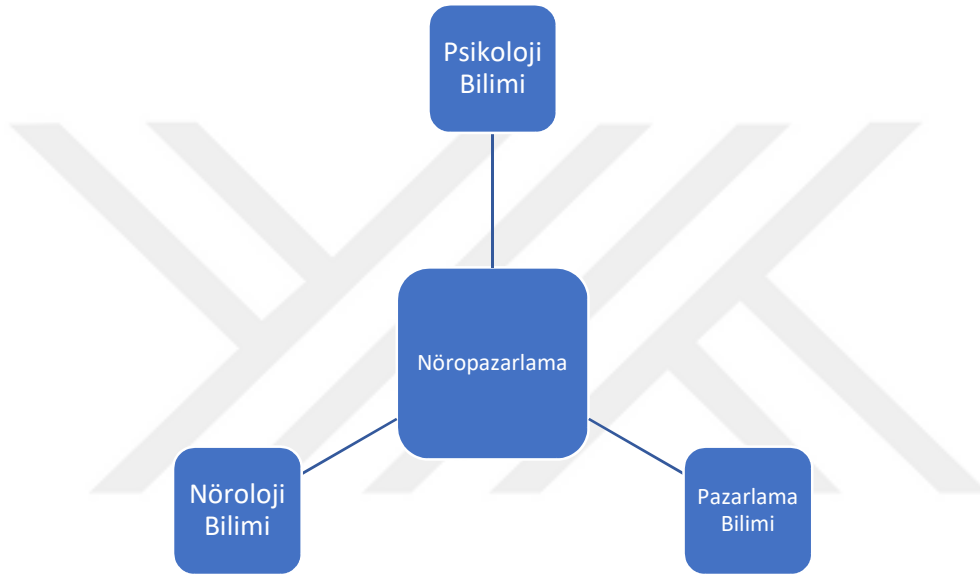 Psikoloji
Bilimi
Nöropazarlama
Nöroloji
Bilimi
Pazarlama
Bilimi